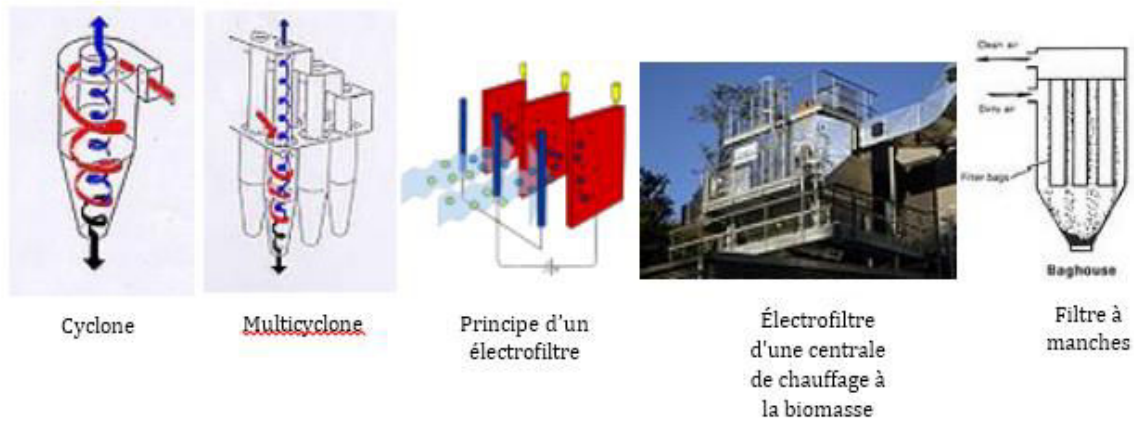 Clean air
Dirty air
Filter bags
Baghouse
Cyclone
Multicyclone
Principe d'un
électrofiltre
Électrofiltre
d'une centrale
de chauffage à
la biomasse
Filtre à
manches